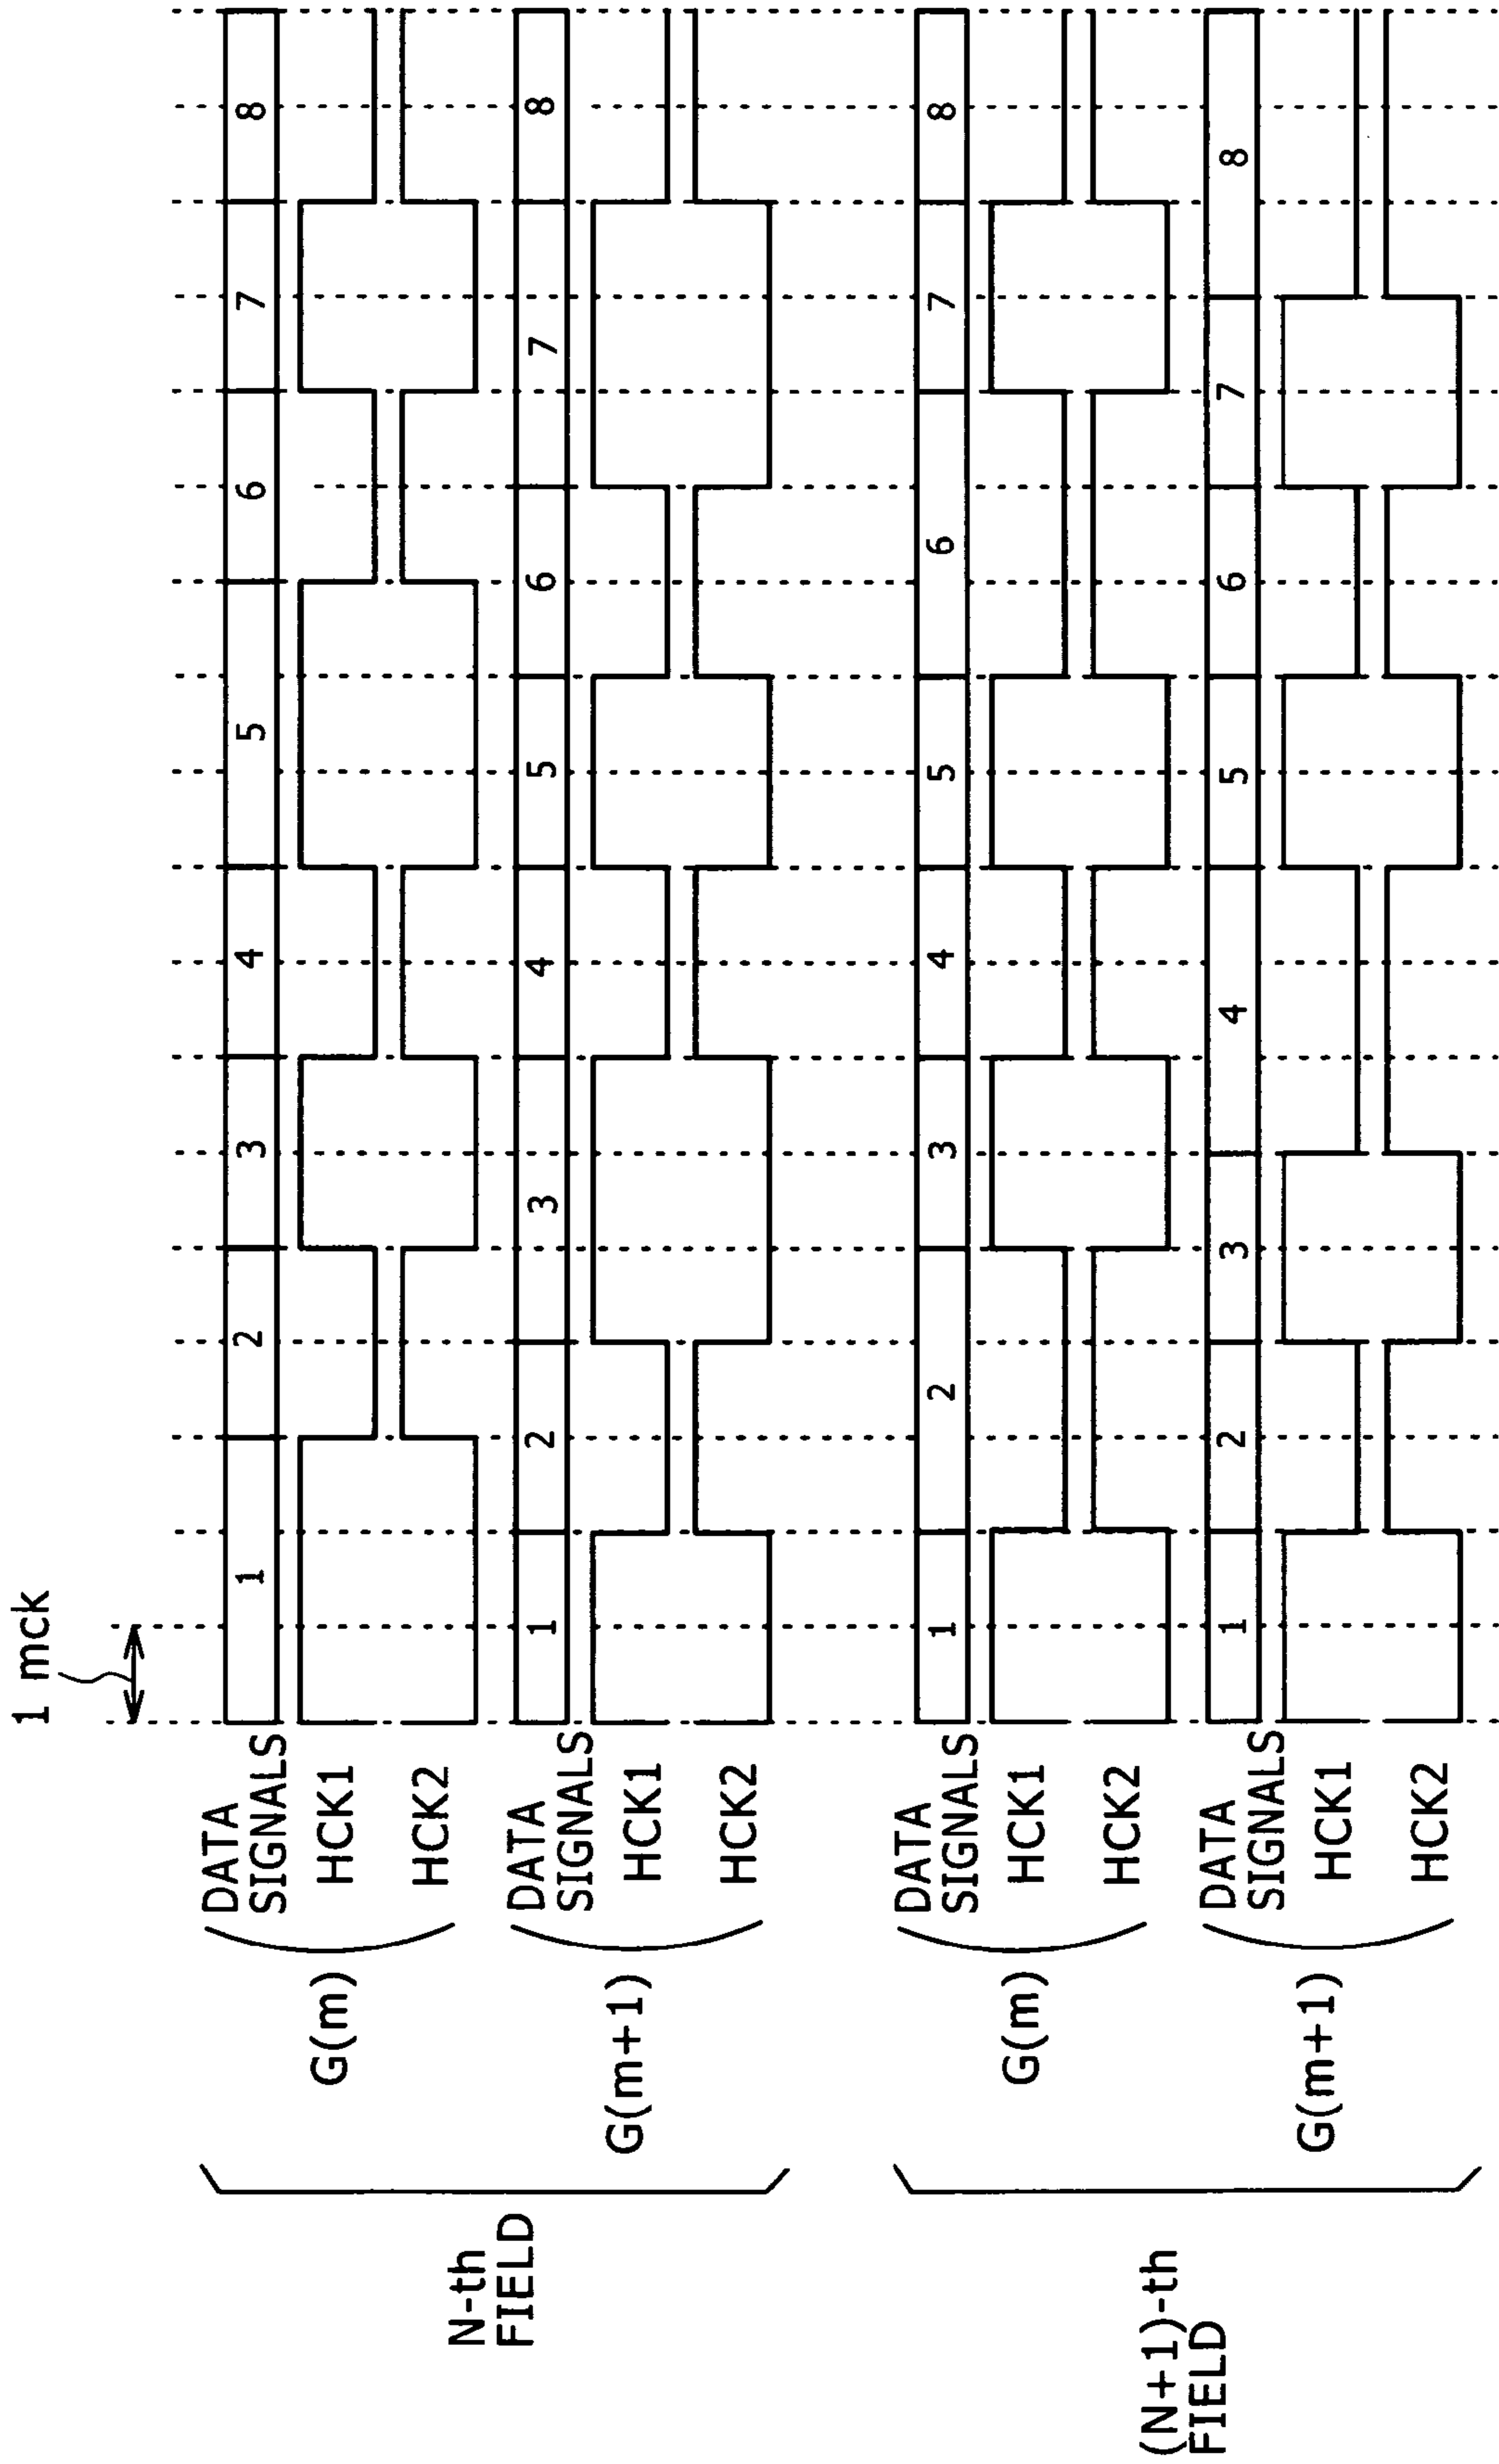 1 mck
N-th
FIELD
G(m)
DATA
SIGNALS
1 2 3 4 5 6 7 8
HCK1
HCK2
G(m+1)
DATA
SIGNALS
1 2 3 4 5 6 7 8
HCK1
HCK2
(N+1)-th
FIELD
G(m)
DATA
SIGNALS
1 2 3 4 5 6 7 8
HCK1
HCK2
G(m+1)
DATA
SIGNALS
1 2 3 4 5 6 7 8
HCK1
HCK2